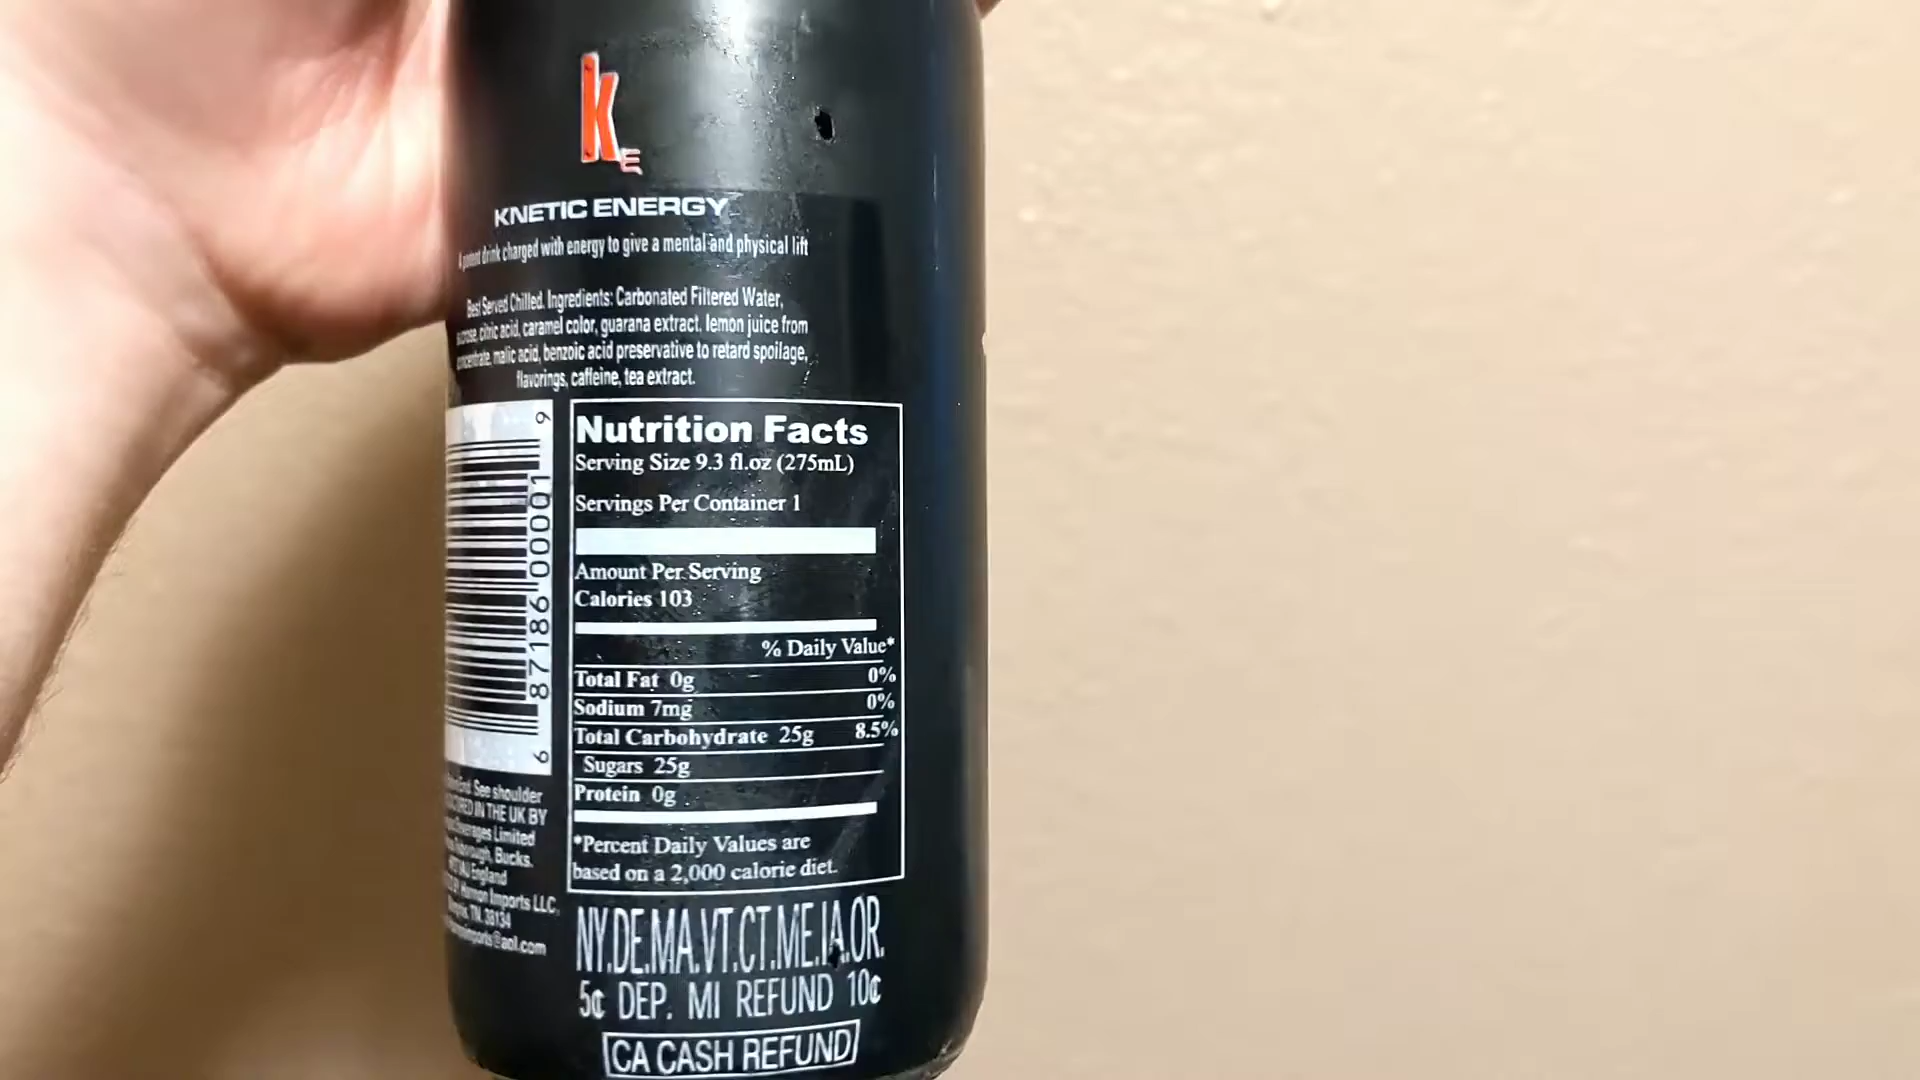 kE
KNETIC ENERGY
A potent drink charged with energy to give a mental and physical lift
Best Served Chilled. Ingredients: Carbonated Filtered Water,
sucrose, citric acid, caramel color, guarana extract. lemon juice from
concentrate, malic acid, benzoic acid preservative to retard spoilage,
flavorings, caffeine, tea extract.
6 87186 00001 9
Nutrition Facts
Serving Size 9.3 fl.oz (275mL)
Servings Per Container 1
Amount Per Serving
Calories 103
% Daily Value*
Total Fat 0g 0%
Sodium 7mg 0%
Total Carbohydrate 25g 8.5%
Sugars 25g
Protein 0g
*Percent Daily Values are
based on a 2,000 calorie diet.
See shoulder
IN THE UK BY
Beverages Limited
Bucks.
England
Imports LLC,
TN. 38134
@aol.com
NY.DE.MA.VT.CT.ME.IA.OR.
5¢ DEP. MI REFUND 10¢
CA CASH REFUND